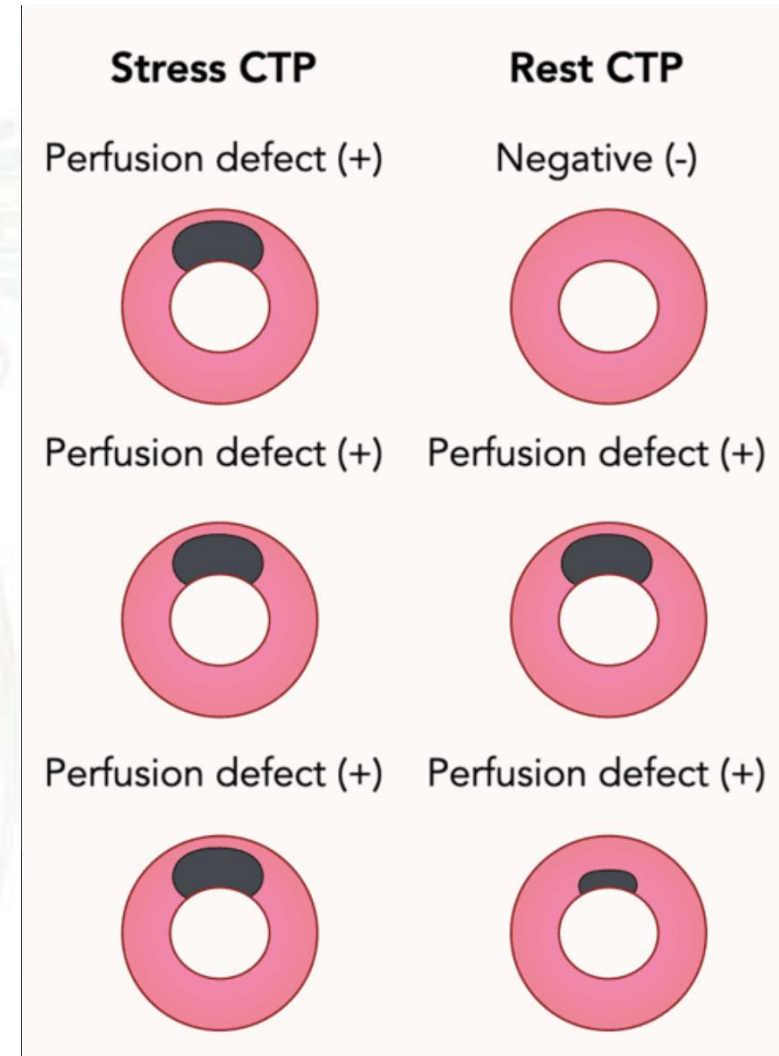 Stress CTP Rest CTP
Perfusion defect (+) Negative (-)
Perfusion defect (+) Perfusion defect (+)
Perfusion defect (+) Perfusion defect (+)